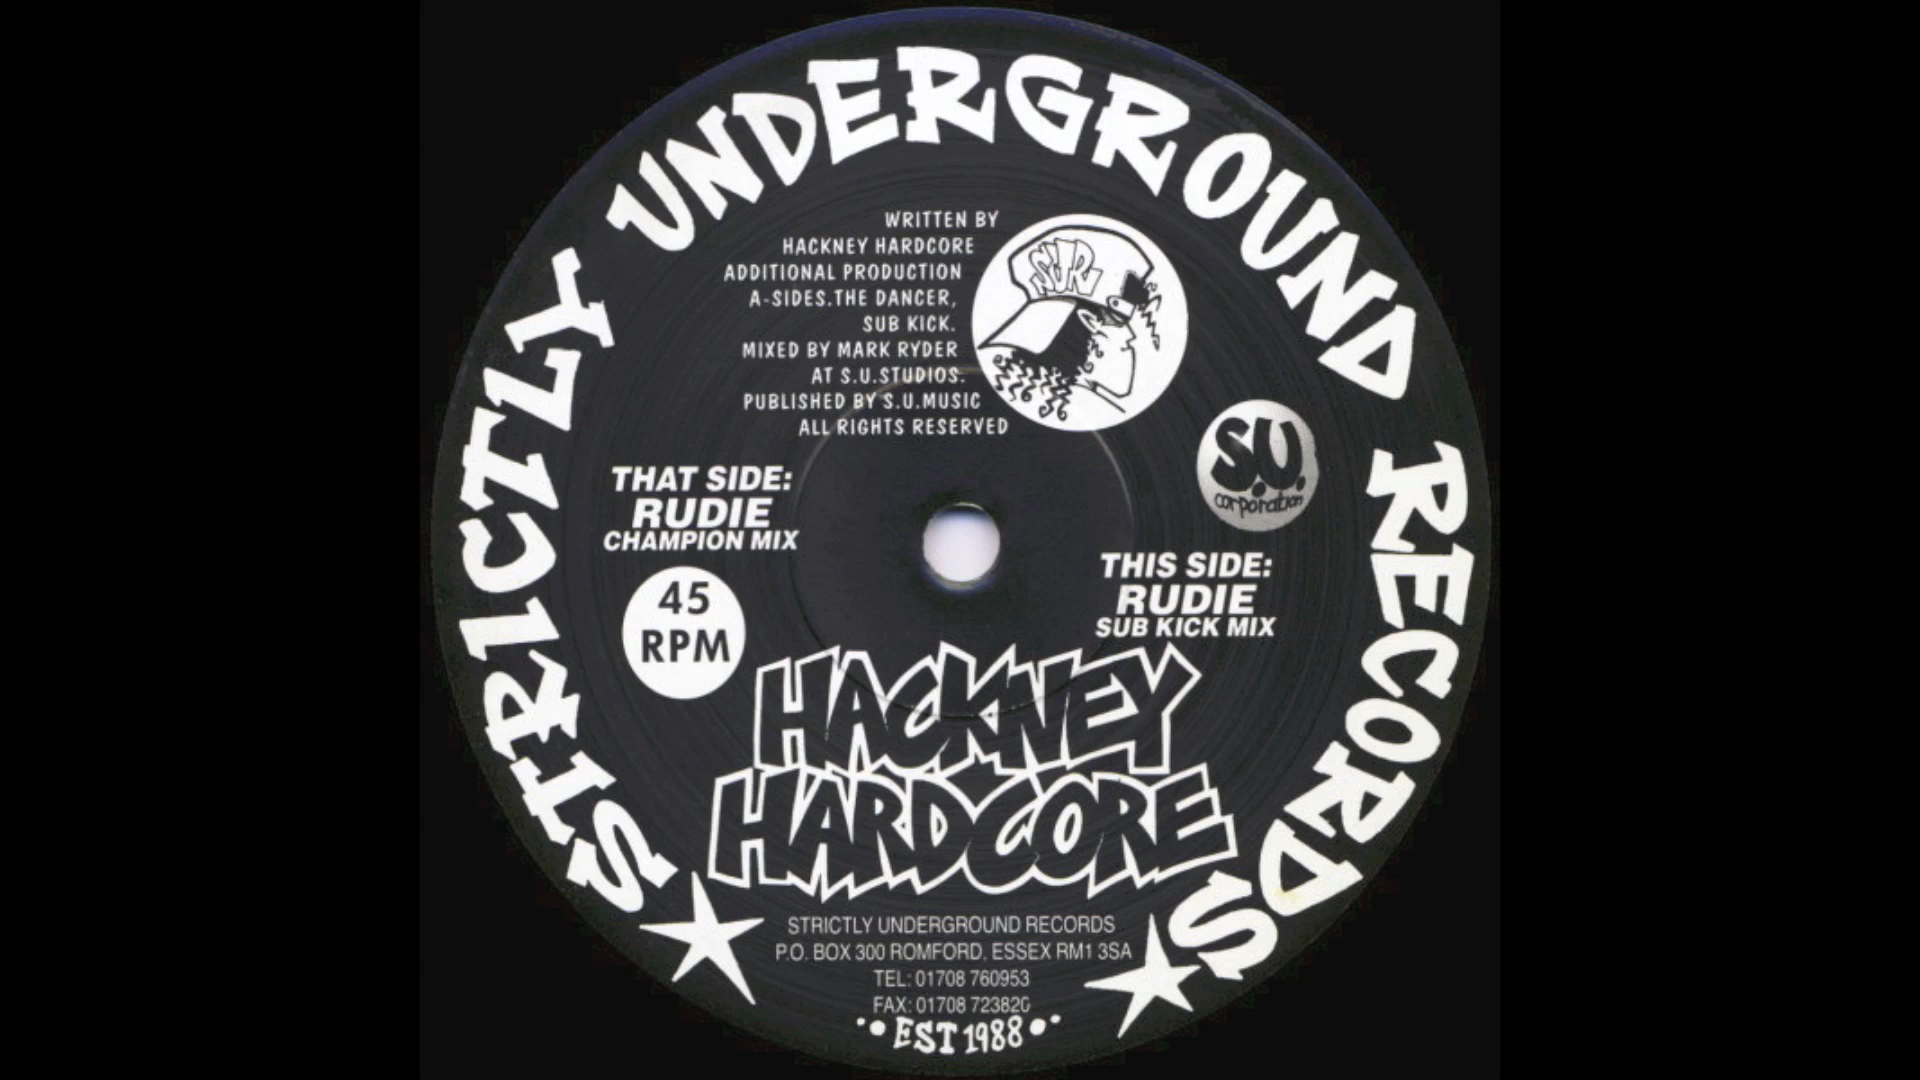 STRICTLY UNDERGROUND RECORDS
WRITTEN BY
HACKNEY HARDCORE
ADDITIONAL PRODUCTION
A-SIDES.THE DANCER,
SUB KICK.
MIXED BY MARK RYDER
AT S.U.STUDIOS.
PUBLISHED BY S.U.MUSIC
ALL RIGHTS RESERVED
SUR
S.U.
corporation
THAT SIDE:
RUDIE
CHAMPION MIX
45
RPM
THIS SIDE:
RUDIE
SUB KICK MIX
HACKNEY
HARDCORE
STRICTLY UNDERGROUND RECORDS
P.O. BOX 300 ROMFORD, ESSEX RM1 3SA
TEL: 01708 760953
FAX: 01708 723820
EST 1988